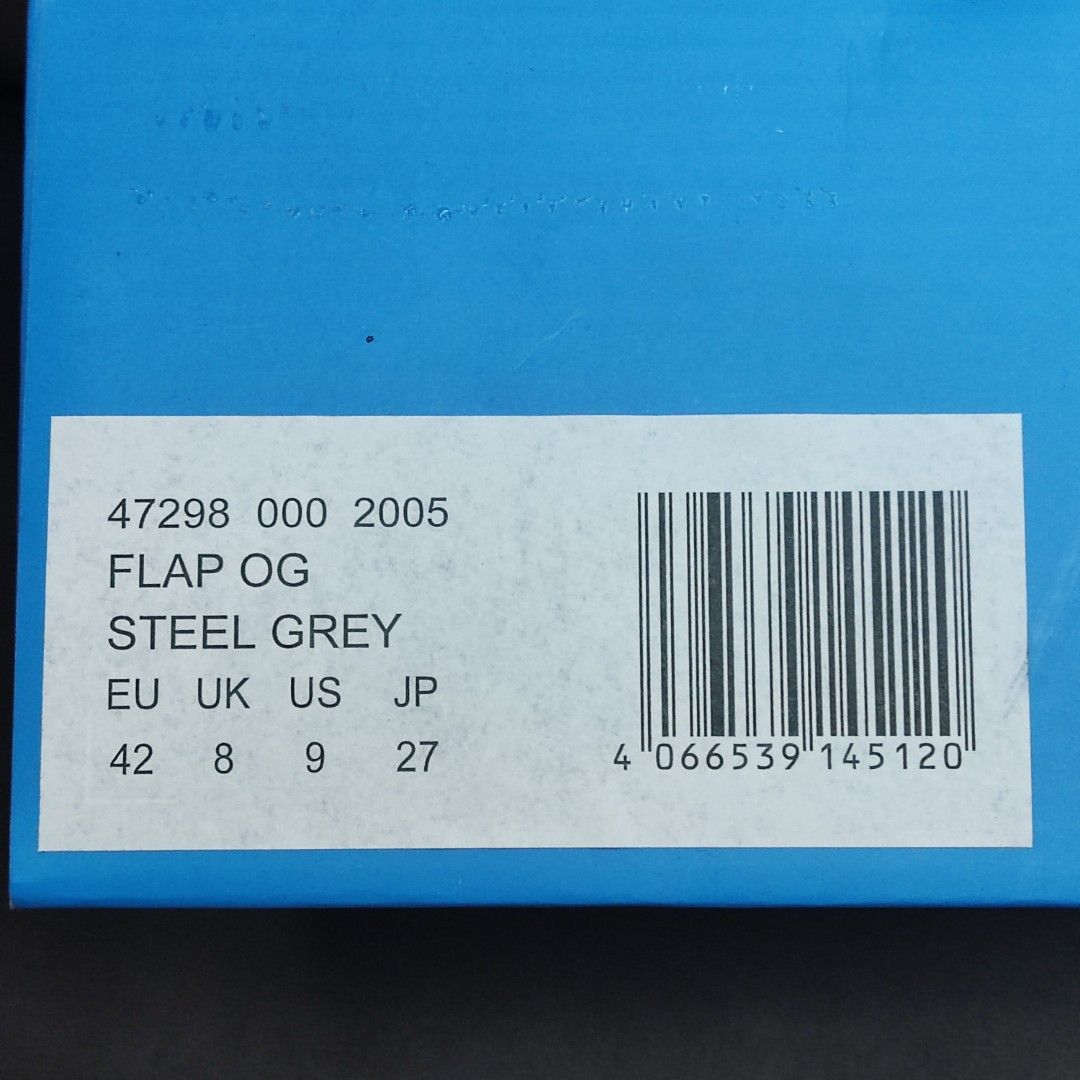 47298 000 2005
FLAP OG
STEEL GREY
EU UK US JP
42 8 9 27
4 066539 145120